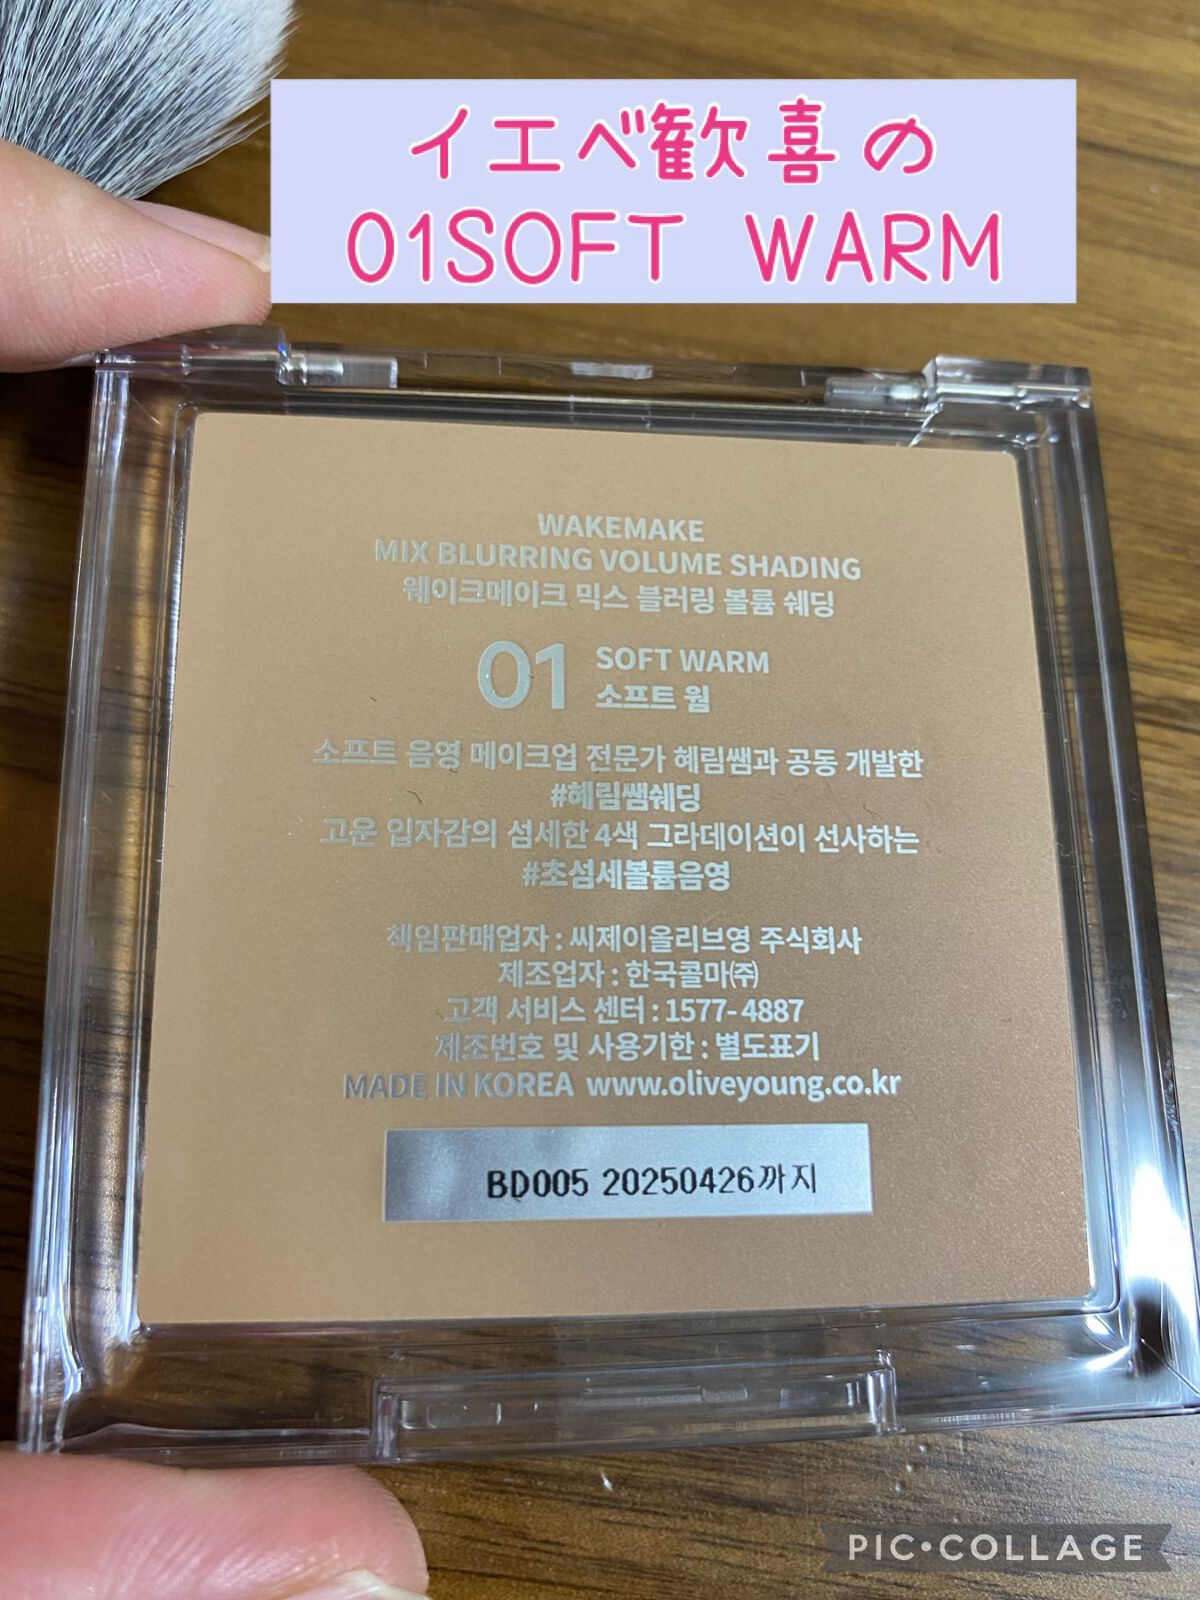 イエベ歓喜の
01SOFT WARM
WAKEMAKE
MIX BLURRING VOLUME SHADING
웨이크메이크 믹스 블러링 볼륨 쉐딩
01 SOFT WARM
소프트 웜
소프트 음영 메이크업 전문가 혜림쌤과 공동 개발한
#혜림쌤쉐딩
고운 입자감의 섬세한 4색 그라데이션이 선사하는
#초섬세볼륨음영
책임판매업자 : 씨제이올리브영 주식회사
제조업자 : 한국콜마㈜
고객 서비스 센터 : 1577-4887
제조번호 및 사용기한 : 별도표기
MADE IN KOREA www.oliveyoung.co.kr
BD005 20250426까지
PIC•COLLAGE